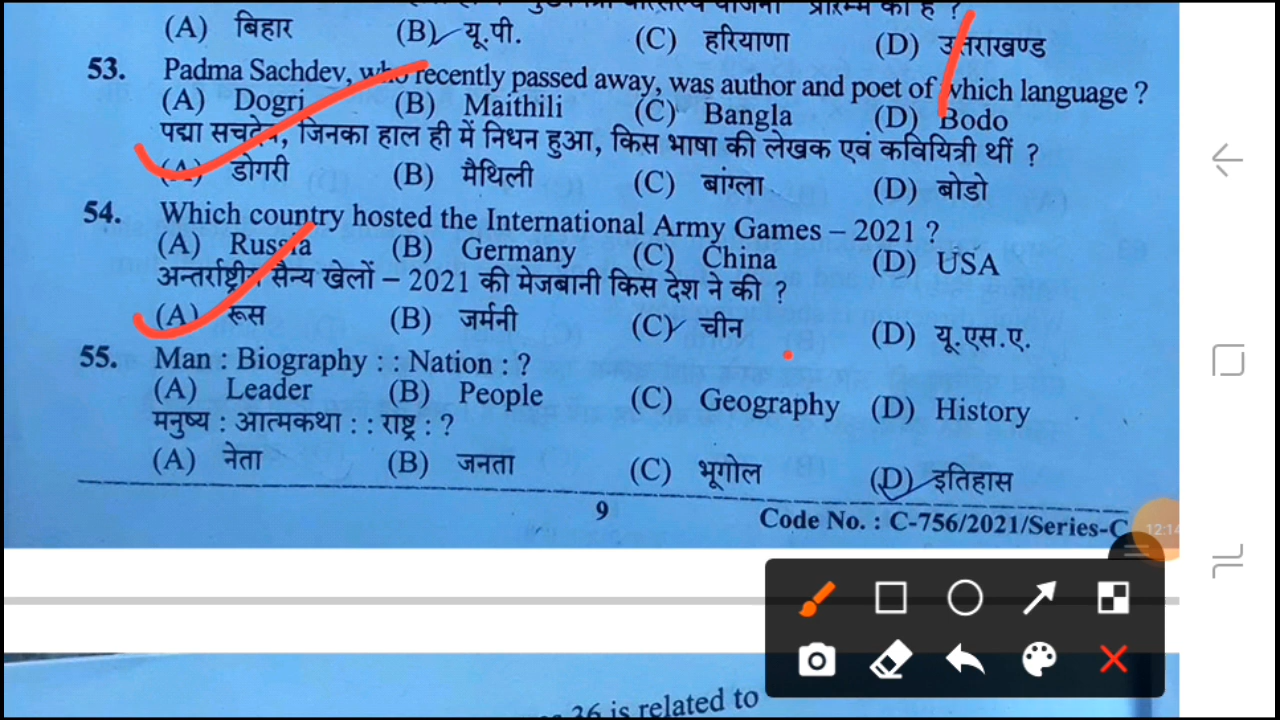 प्रारम्भ की है ?
(A) बिहार (B) यू.पी. (C) हरियाणा (D) उत्तराखण्ड
53. Padma Sachdev, who recently passed away, was author and poet of which language ?
(A) Dogri (B) Maithili (C) Bangla (D) Bodo
पद्मा सचदेव, जिनका हाल ही में निधन हुआ, किस भाषा की लेखक एवं कवियित्री थीं ?
(A) डोगरी (B) मैथिली (C) बांग्ला (D) बोडो
54. Which country hosted the International Army Games – 2021 ?
(A) Russia (B) Germany (C) China (D) USA
अन्तर्राष्ट्रीय सैन्य खेलों – 2021 की मेजबानी किस देश ने की ?
(A) रूस (B) जर्मनी (C) चीन (D) यू.एस.ए.
55. Man : Biography : : Nation : ?
(A) Leader (B) People (C) Geography (D) History
मनुष्य : आत्मकथा : : राष्ट्र : ?
(A) नेता (B) जनता (C) भूगोल (D) इतिहास
9
Code No. : C-756/2021/Series-C
12:14
36 is related to